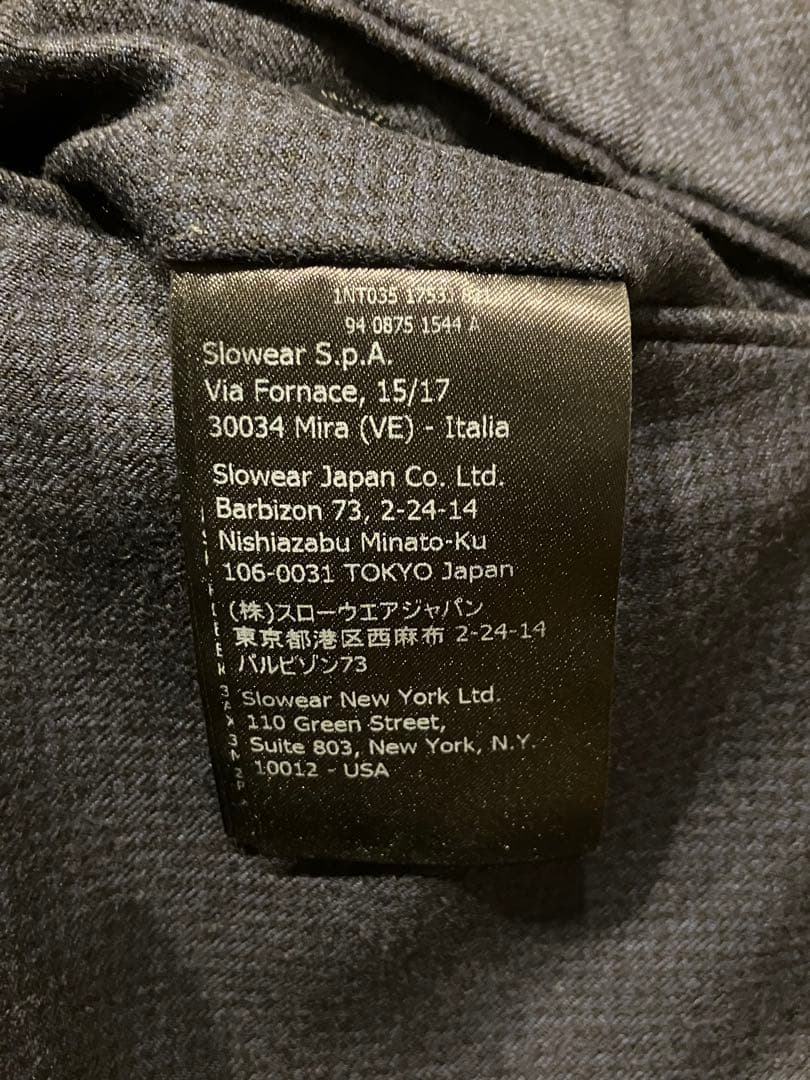 94 0875 1544 A
Slowear S.p.A.
Via Fornace, 15/17
30034 Mira (VE) - Italia
Slowear Japan Co. Ltd.
Barbizon 73, 2-24-14
Nishiazabu Minato-Ku
106-0031 TOKYO Japan
(株)スローウエアジャパン
東京都港区西麻布 2-24-14
バルビゾン73
Slowear New York Ltd.
110 Green Street,
Suite 803, New York, N.Y.
10012 - USA